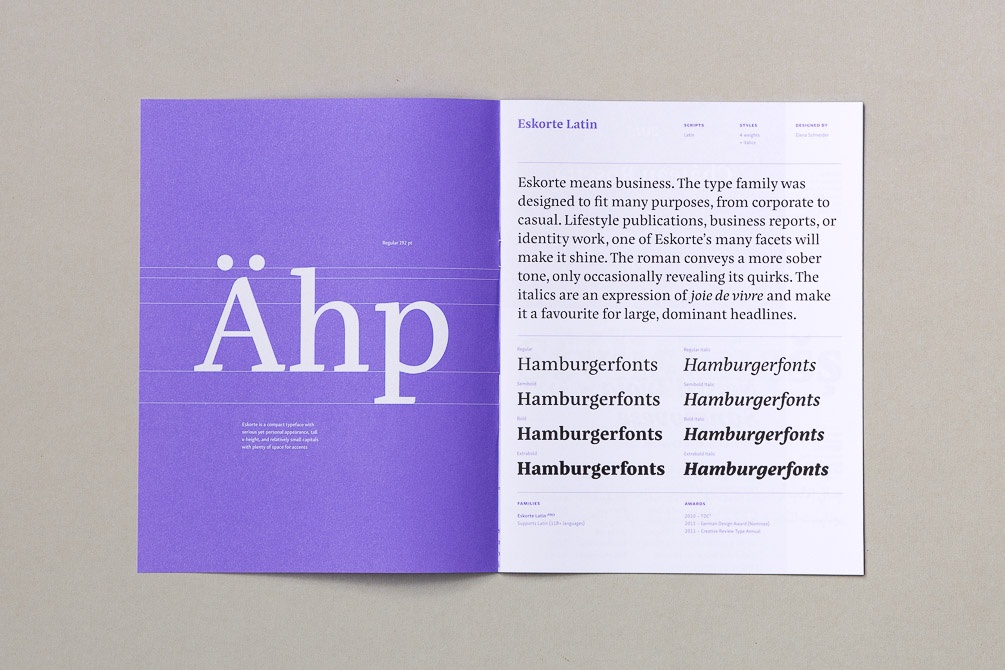 Regular 192 pt
Ähp
Eskorte is a compact typeface with
serious yet personal appearance, tall
x-height, and relatively small capitals
with plenty of space for accents
Eskorte Latin
SCRIPTS
Latin
STYLES
4 weights
+ italics
DESIGNED BY
Elena Schneider
Eskorte means business. The type family was
designed to fit many purposes, from corporate to
casual. Lifestyle publications, business reports, or
identity work, one of Eskorte’s many facets will
make it shine. The roman conveys a more sober
tone, only occasionally revealing its quirks. The
italics are an expression of joie de vivre and make
it a favourite for large, dominant headlines.
Regular
Hamburgerfonts
Regular Italic
Hamburgerfonts
Semibold
Hamburgerfonts
Semibold Italic
Hamburgerfonts
Bold
Hamburgerfonts
Bold Italic
Hamburgerfonts
Extrabold
Hamburgerfonts
Extrabold Italic
Hamburgerfonts
FAMILIES
Eskorte Latin PRO
Supports Latin (118+ languages)
AWARDS
2010 – TDC²
2011 – German Design Award (Nominee)
2011 – Creative Review Type Annual